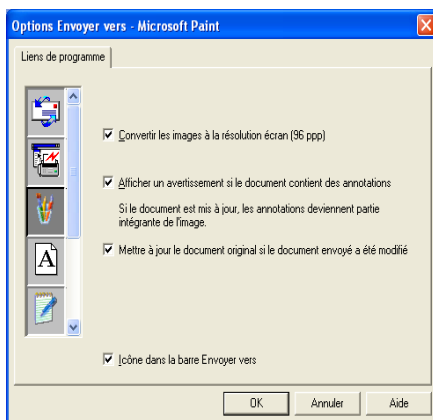 Options Envoyer vers - Microsoft Paint
Liens de programme
Convertir les images à la résolution écran (96 ppp)
Afficher un avertissement si le document contient des annotations
Si le document est mis à jour, les annotations deviennent partie
intégrante de l'image.
Mettre à jour le document original si le document envoyé a été modifié
A
Icône dans la barre Envoyer vers
OK Annuler Aide